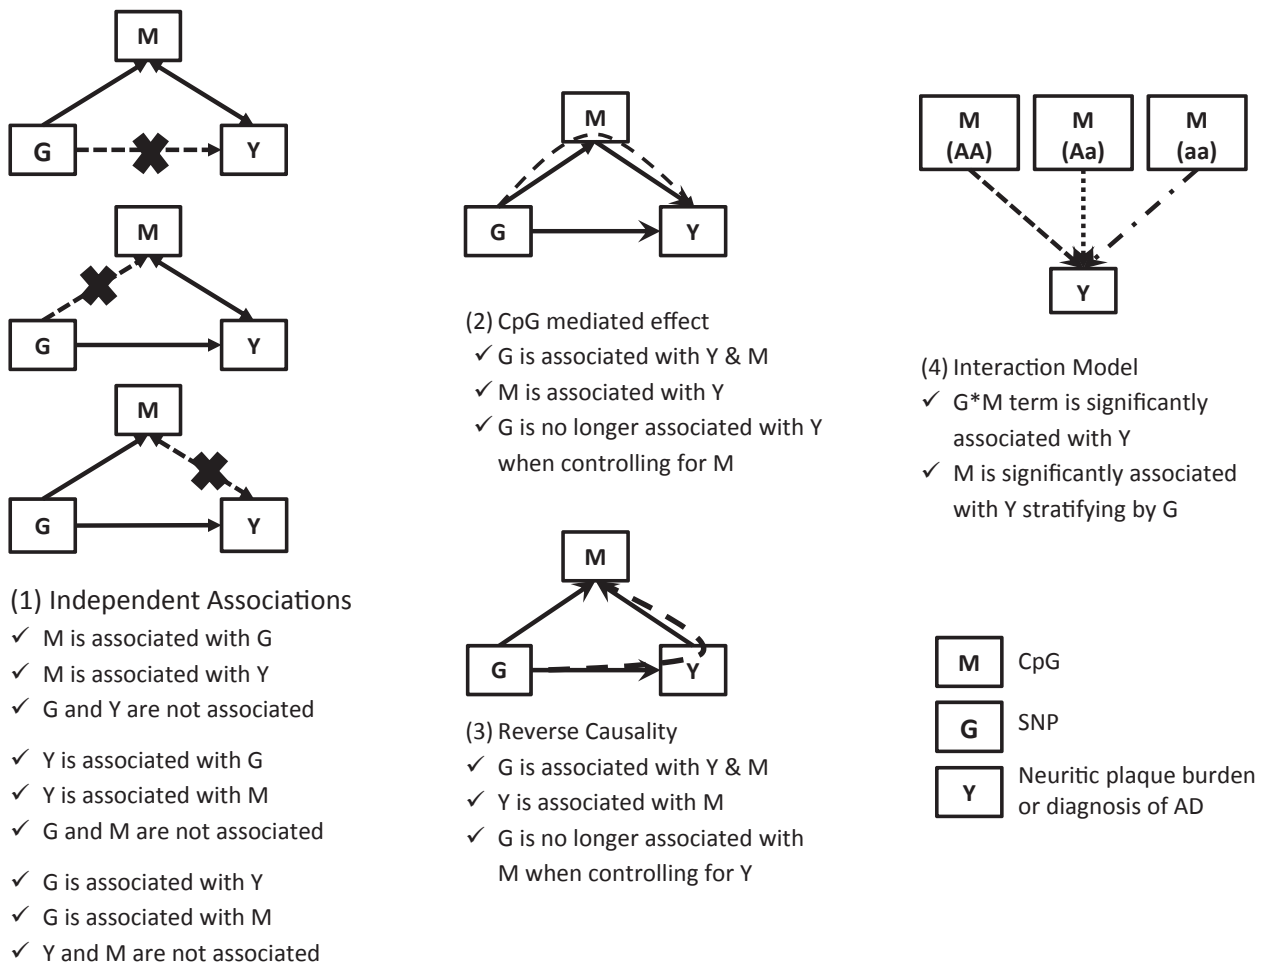 M
G
Y
M
G
Y
M
G
Y
(1) Independent Associations
✓ M is associated with G
✓ M is associated with Y
✓ G and Y are not associated
✓ Y is associated with G
✓ Y is associated with M
✓ G and M are not associated
✓ G is associated with Y
✓ G is associated with M
✓ Y and M are not associated
M
G
Y
(2) CpG mediated effect
✓ G is associated with Y & M
✓ M is associated with Y
✓ G is no longer associated with Y
when controlling for M
M
G
Y
(3) Reverse Causality
✓ G is associated with Y & M
✓ Y is associated with M
✓ G is no longer associated with
M when controlling for Y
M
(AA)
M
(Aa)
M
(aa)
Y
(4) Interaction Model
✓ G*M term is significantly
associated with Y
✓ M is significantly associated
with Y stratifying by G
M CpG
G SNP
Y Neuritic plaque burden
or diagnosis of AD